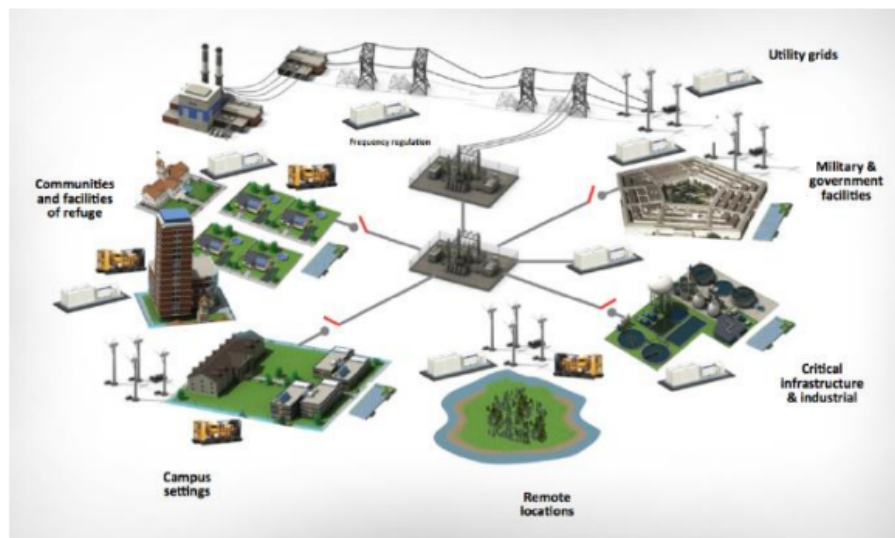 Utility grids
Frequency regulation
Communities
and facilities
of refuge
Military &
government
facilities
Critical
infrastructure
& industrial
Campus
settings
Remote
locations